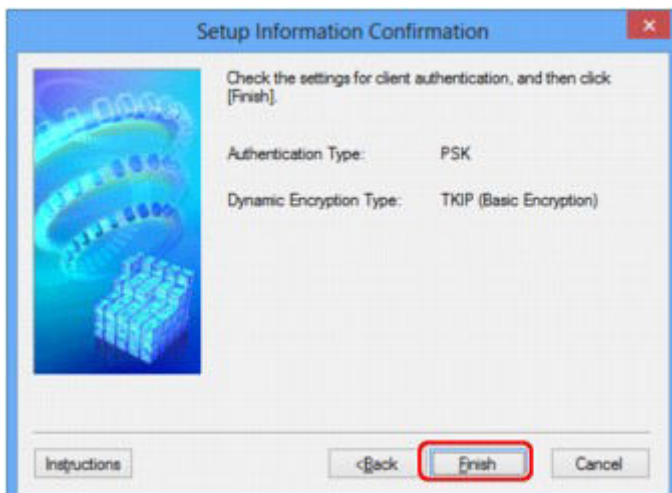 Setup Information Confirmation
Check the settings for client authentication, and then click
[Finish].
Authentication Type: PSK
Dynamic Encryption Type: TKIP (Basic Encryption)
Instructions <Back Finish Cancel